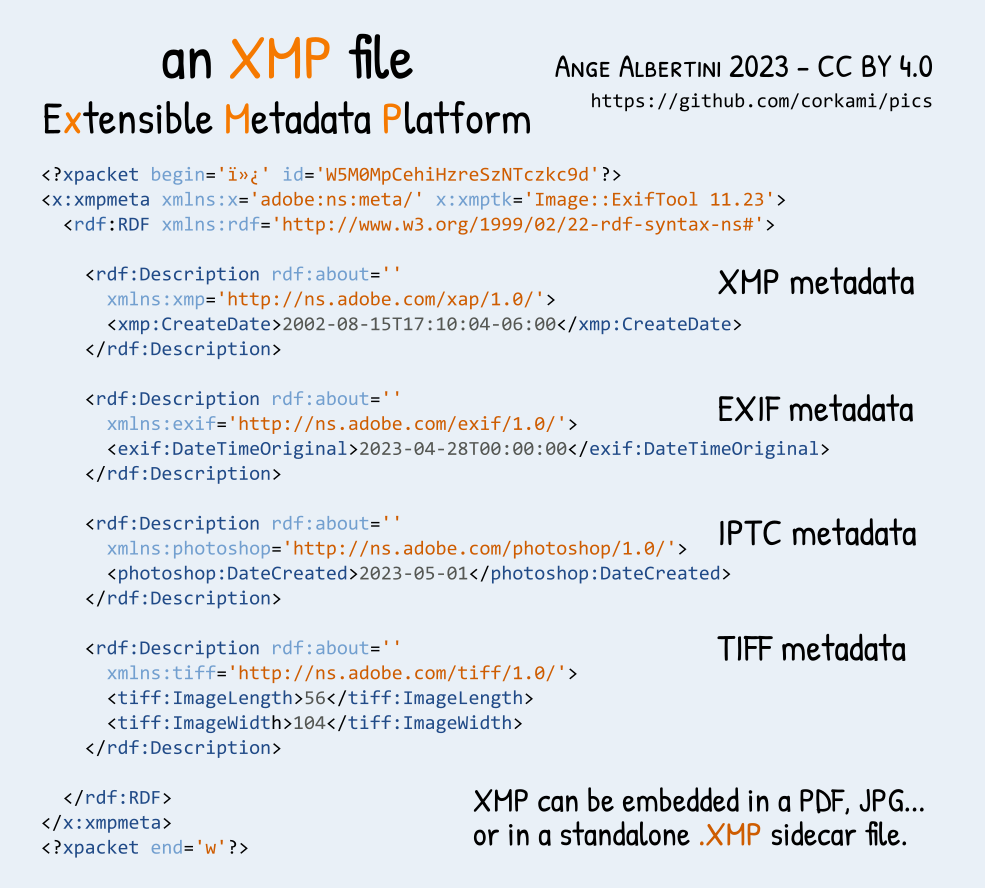 an XMP file
Extensible Metadata Platform
Ange Albertini 2023 - CC BY 4.0
https://github.com/corkami/pics
<?xpacket begin='ï»¿' id='W5M0MpCehiHzreSzNTczkc9d'?>
<x:xmpmeta xmlns:x='adobe:ns:meta/' x:xmptk='Image::ExifTool 11.23'>
<rdf:RDF xmlns:rdf='http://www.w3.org/1999/02/22-rdf-syntax-ns#'>
<rdf:Description rdf:about=''
xmlns:xmp='http://ns.adobe.com/xap/1.0/'>
<xmp:CreateDate>2002-08-15T17:10:04-06:00</xmp:CreateDate>
</rdf:Description>
XMP metadata
<rdf:Description rdf:about=''
xmlns:exif='http://ns.adobe.com/exif/1.0/'>
<exif:DateTimeOriginal>2023-04-28T00:00:00</exif:DateTimeOriginal>
</rdf:Description>
EXIF metadata
<rdf:Description rdf:about=''
xmlns:photoshop='http://ns.adobe.com/photoshop/1.0/'>
<photoshop:DateCreated>2023-05-01</photoshop:DateCreated>
</rdf:Description>
IPTC metadata
<rdf:Description rdf:about=''
xmlns:tiff='http://ns.adobe.com/tiff/1.0/'>
<tiff:ImageLength>56</tiff:ImageLength>
<tiff:ImageWidth>104</tiff:ImageWidth>
</rdf:Description>
TIFF metadata
</rdf:RDF>
</x:xmpmeta>
<?xpacket end='w'?>
XMP can be embedded in a PDF, JPG...
or in a standalone .XMP sidecar file.